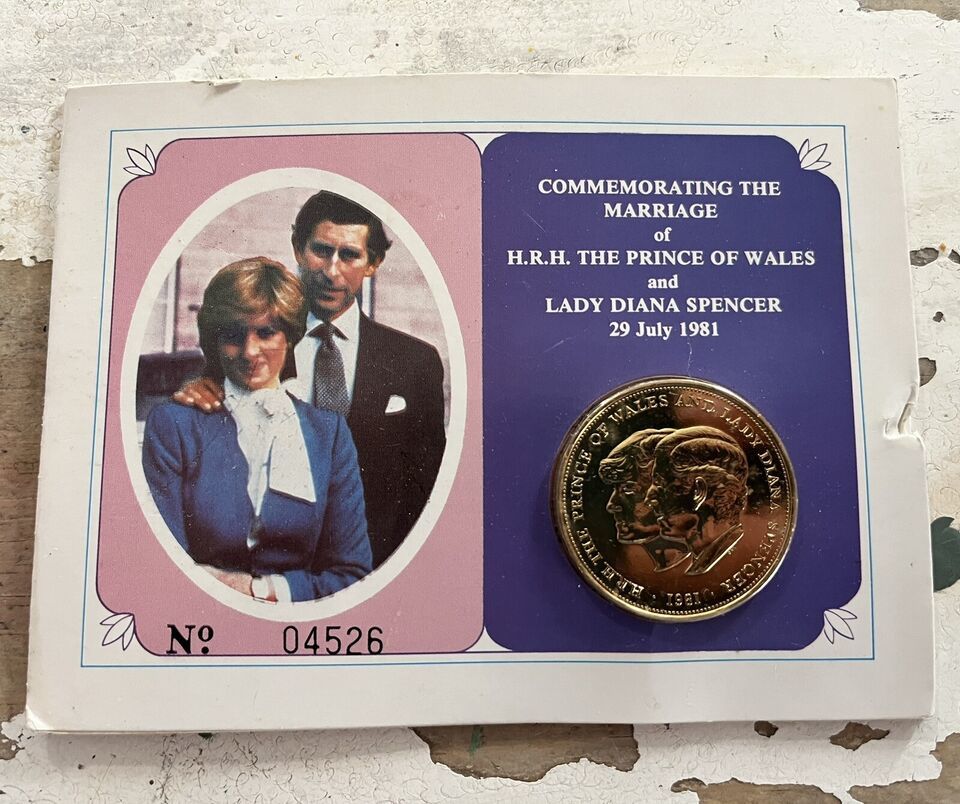 COMMEMORATING THE
MARRIAGE
of
H.R.H. THE PRINCE OF WALES
and
LADY DIANA SPENCER
29 July 1981
H.R.H. THE PRINCE OF WALES AND LADY DIANA SPENCER
1981
Nº. 04526